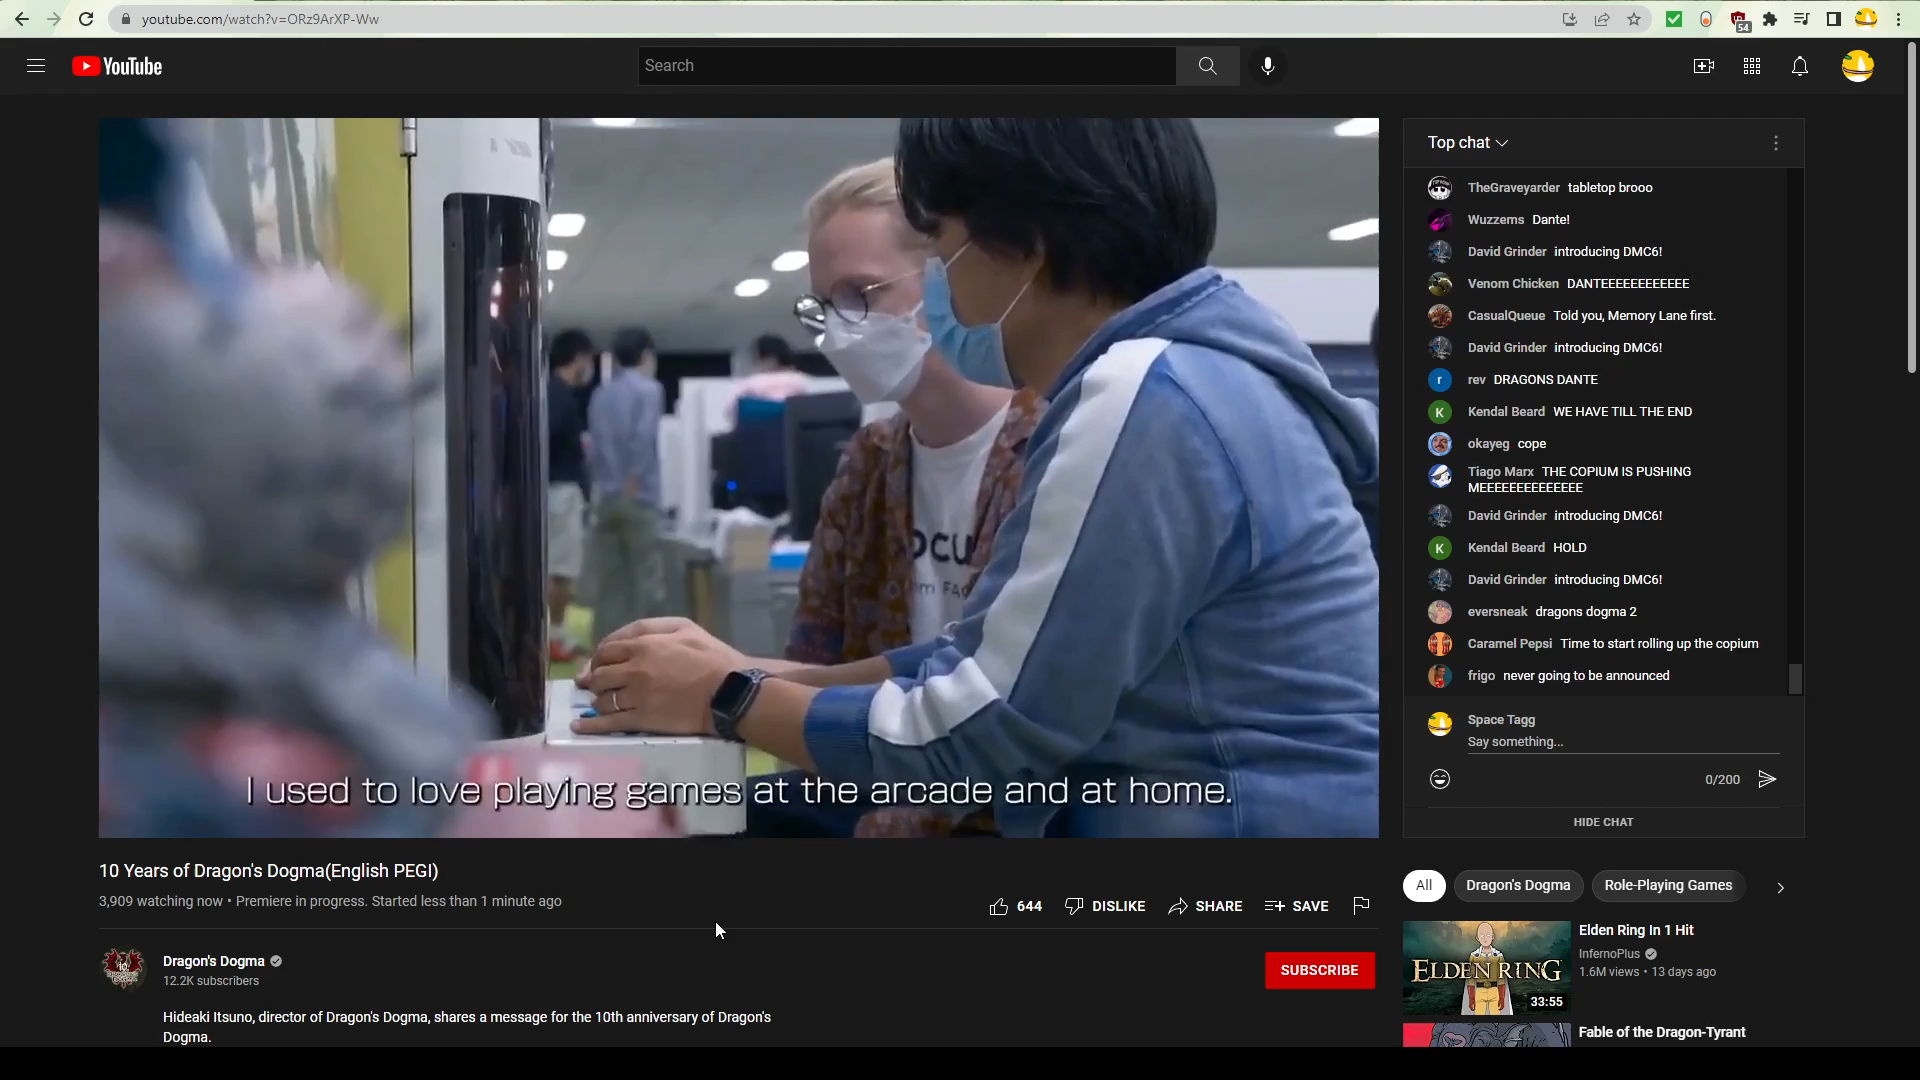 youtube.com/watch?v=ORz9ArXP-Ww
54
YouTube
Search
I used to love playing games at the arcade and at home.
10 Years of Dragon's Dogma(English PEGI)
3,909 watching now • Premiere in progress. Started less than 1 minute ago
644
DISLIKE
SHARE
SAVE
Dragon's Dogma
12.2K subscribers
SUBSCRIBE
Hideaki Itsuno, director of Dragon's Dogma, shares a message for the 10th anniversary of Dragon's
Dogma.
Top chat
TheGraveyarder tabletop brooo
Wuzzems Dante!
David Grinder introducing DMC6!
Venom Chicken DANTEEEEEEEEEEEE
CasualQueue Told you, Memory Lane first.
David Grinder introducing DMC6!
r rev DRAGONS DANTE
K Kendal Beard WE HAVE TILL THE END
okayeg cope
Tiago Marx THE COPIUM IS PUSHING
MEEEEEEEEEEEEEE
David Grinder introducing DMC6!
K Kendal Beard HOLD
David Grinder introducing DMC6!
eversneak dragons dogma 2
Caramel Pepsi Time to start rolling up the copium
frigo never going to be announced
Space Tagg
Say something...
0/200
HIDE CHAT
All
Dragon's Dogma
Role-Playing Games
ELDEN RING
33:55
Elden Ring In 1 Hit
InfernoPlus
1.6M views • 13 days ago
Fable of the Dragon-Tyrant